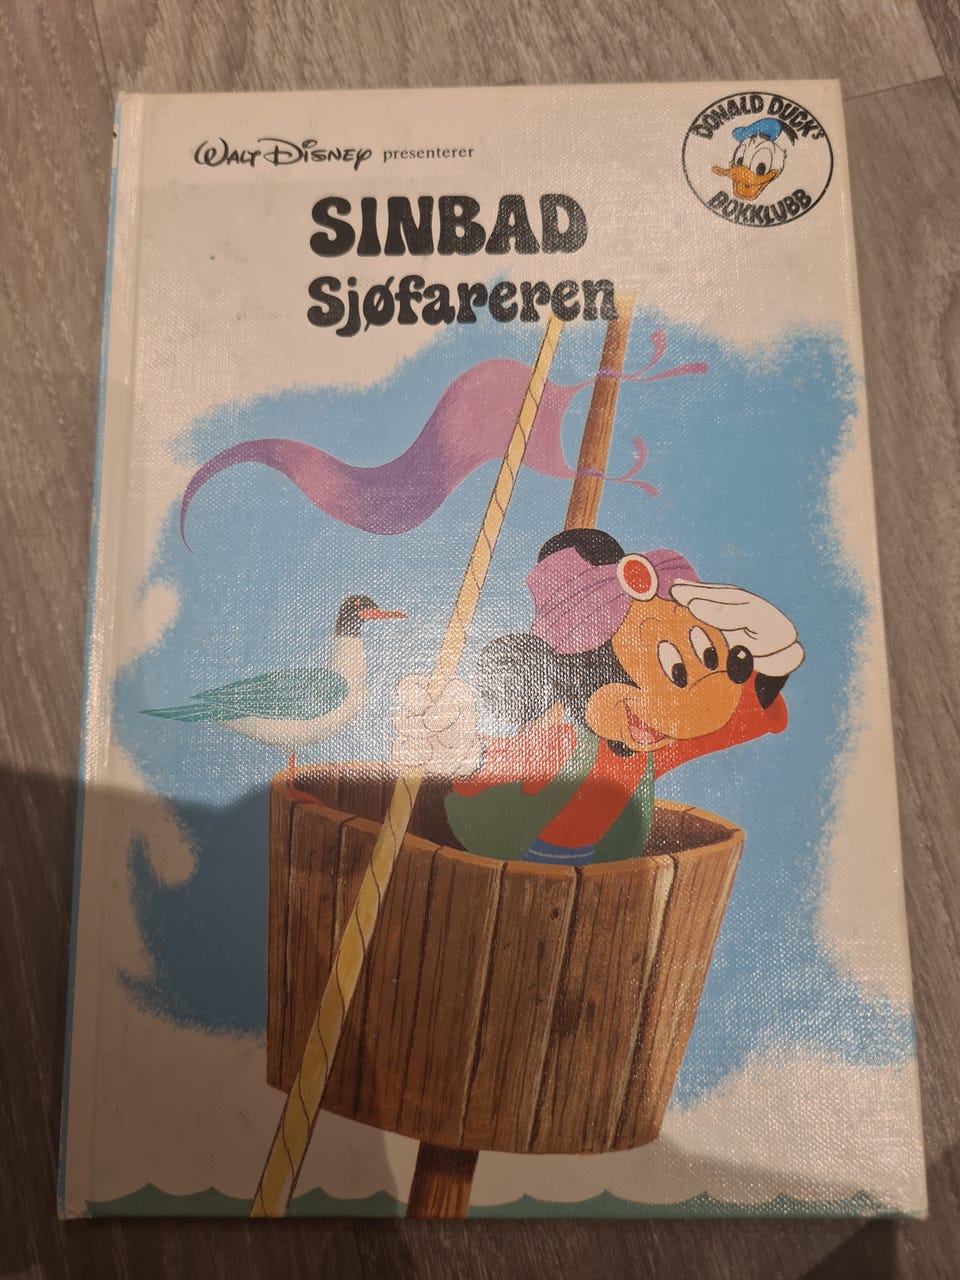 Walt Disney presenterer
DONALD DUCK's
BOKKLUBB
SINBAD
Sjøfareren